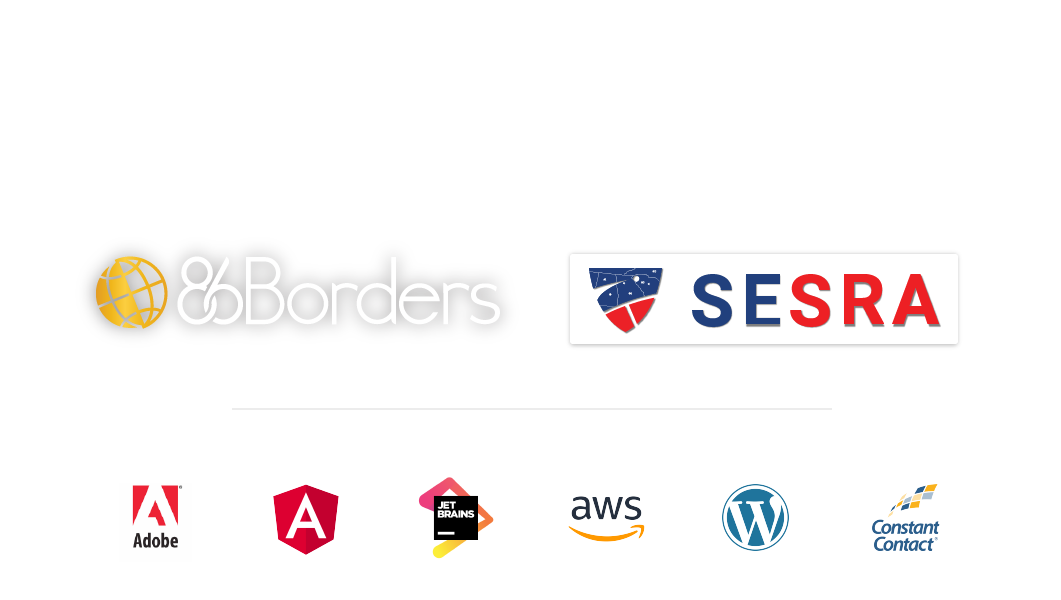 86Borders
SESRA
Adobe
JET
BRAINS
aws
Constant
Contact